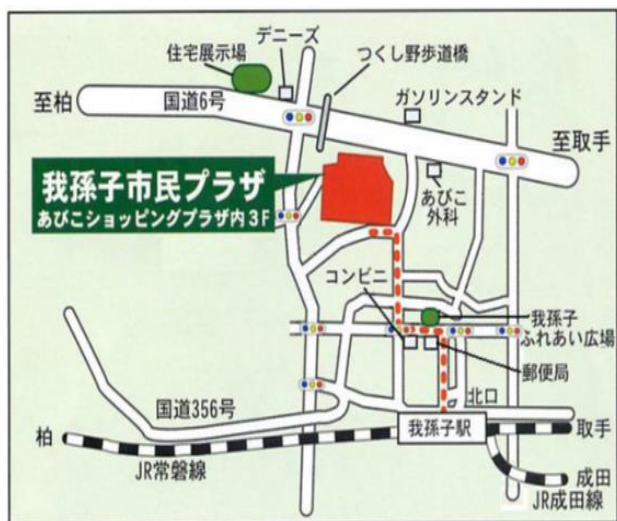 デニーズ
住宅展示場
つくし野歩道橋
至柏
国道6号
ガソリンスタンド
至取手
我孫子市民プラザ
あびこショッピングプラザ内3F
あびこ
外科
コンビニ
我孫子
ふれあい広場
郵便局
国道356号
北口
柏
我孫子駅
取手
JR常磐線
成田
JR成田線